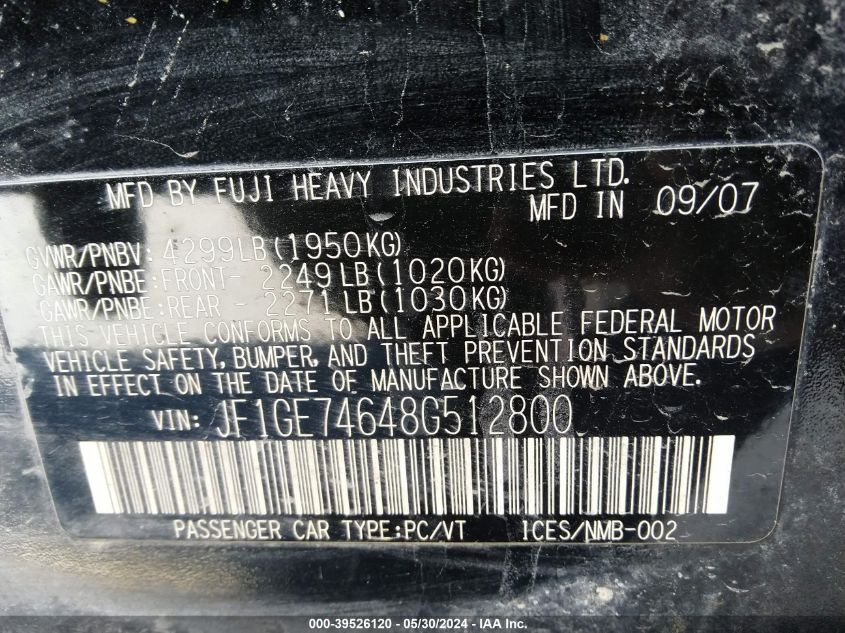 MFD BY FUJI HEAVY INDUSTRIES LTD.
MFD IN 09/07
GVWR/PNBV: 4299LB(1950KG)
GAWR/PNBE:FRONT- 2249LB(1020KG)
GAWR/PNBE:REAR - 2271LB(1030KG)
THIS VEHICLE CONFORMS TO ALL APPLICABLE FEDERAL MOTOR
VEHICLE SAFETY, BUMPER, AND THEFT PREVENTION STANDARDS
IN EFFECT ON THE DATE OF MANUFACTURE SHOWN ABOVE.
VIN: JF1GE74648G512800
PASSENGER CAR TYPE:PC/VT ICES/NMB-002
000-39526120 - 05/30/2024 - IAA Inc.